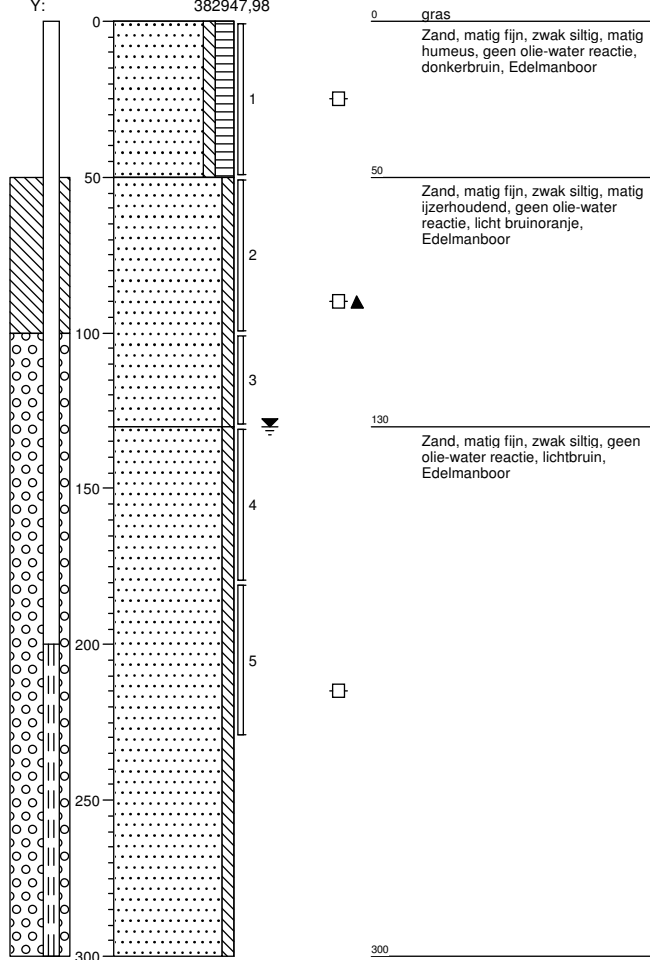 Y: 382947,98
0
50
100
150
200
250
300
1
2
3
4
5
0 gras
Zand, matig fijn, zwak siltig, matig
humeus, geen olie-water reactie,
donkerbruin, Edelmanboor
50
Zand, matig fijn, zwak siltig, matig
ijzerhoudend, geen olie-water
reactie, licht bruinoranje,
Edelmanboor
130
Zand, matig fijn, zwak siltig, geen
olie-water reactie, lichtbruin,
Edelmanboor
300